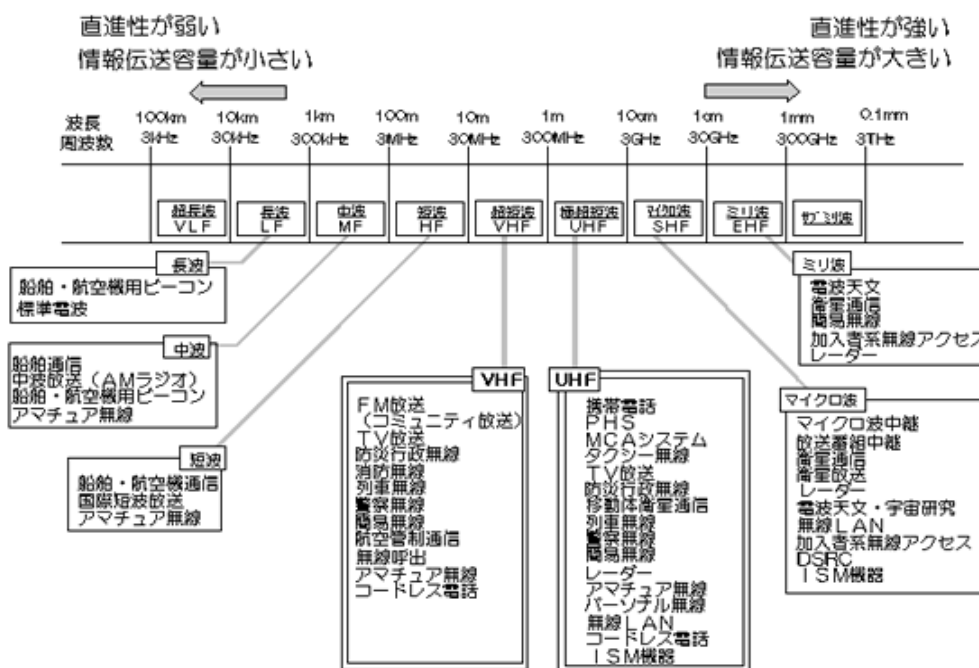 直進性が弱い
情報伝送容量が小さい
直進性が強い
情報伝送容量が大きい
波長 100km 10km 1km 100m 10m 1m 10cm 1cm 1mm 0.1mm
周波数 3kHz 30kHz 300kHz 3MHz 30MHz 300MHz 3GHz 30GHz 300GHz 3THz
超長波 長波 中波 短波 超短波 極超短波 マイクロ波 ミリ波 サブミリ波
VLF LF MF HF VHF UHF SHF EHF
長波
船舶・航空機用ビーコン
標準電波
中波
船舶通信
中波放送（AMラジオ）
船舶・航空機用ビーコン
アマチュア無線
短波
船舶・航空機通信
国際短波放送
アマチュア無線
VHF
FM放送
（コミュニティ放送）
TV放送
防災行政無線
消防無線
列車無線
警察無線
簡易無線
航空管制通信
無線呼出
アマチュア無線
コードレス電話
UHF
携帯電話
PHS
MCAシステム
タクシー無線
TV放送
防災行政無線
移動体衛星通信
列車無線
警察無線
簡易無線
レーダー
アマチュア無線
パーソナル無線
無線LAN
コードレス電話
ISM機器
ミリ波
電波天文
衛星通信
簡易無線
加入者系無線アクセス
レーダー
マイクロ波
マイクロ波中継
放送番組中継
衛星通信
衛星放送
レーダー
電波天文・宇宙研究
無線LAN
加入者系無線アクセス
DSRC
ISM機器